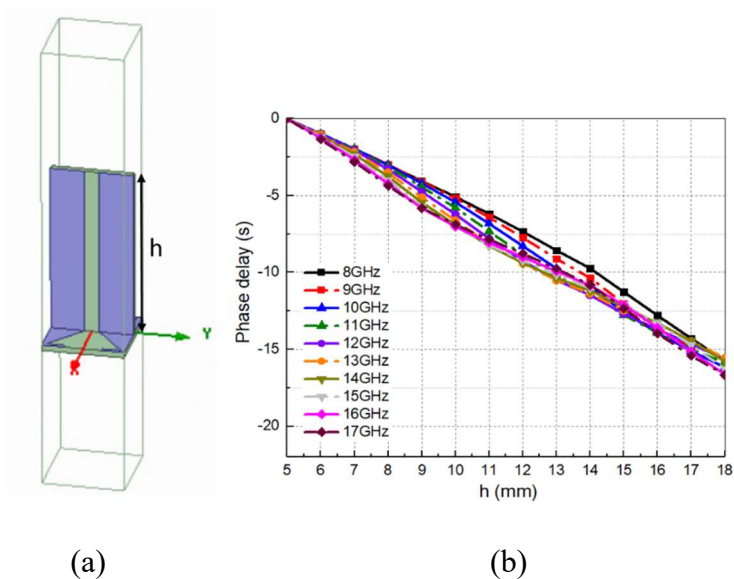 h
Y
X
Phase delay (s)
0
-5
-10
-15
-20
8GHz
9GHz
10GHz
11GHz
12GHz
13GHz
14GHz
15GHz
16GHz
17GHz
5 6 7 8 9 10 11 12 13 14 15 16 17 18
h (mm)
(a) (b)